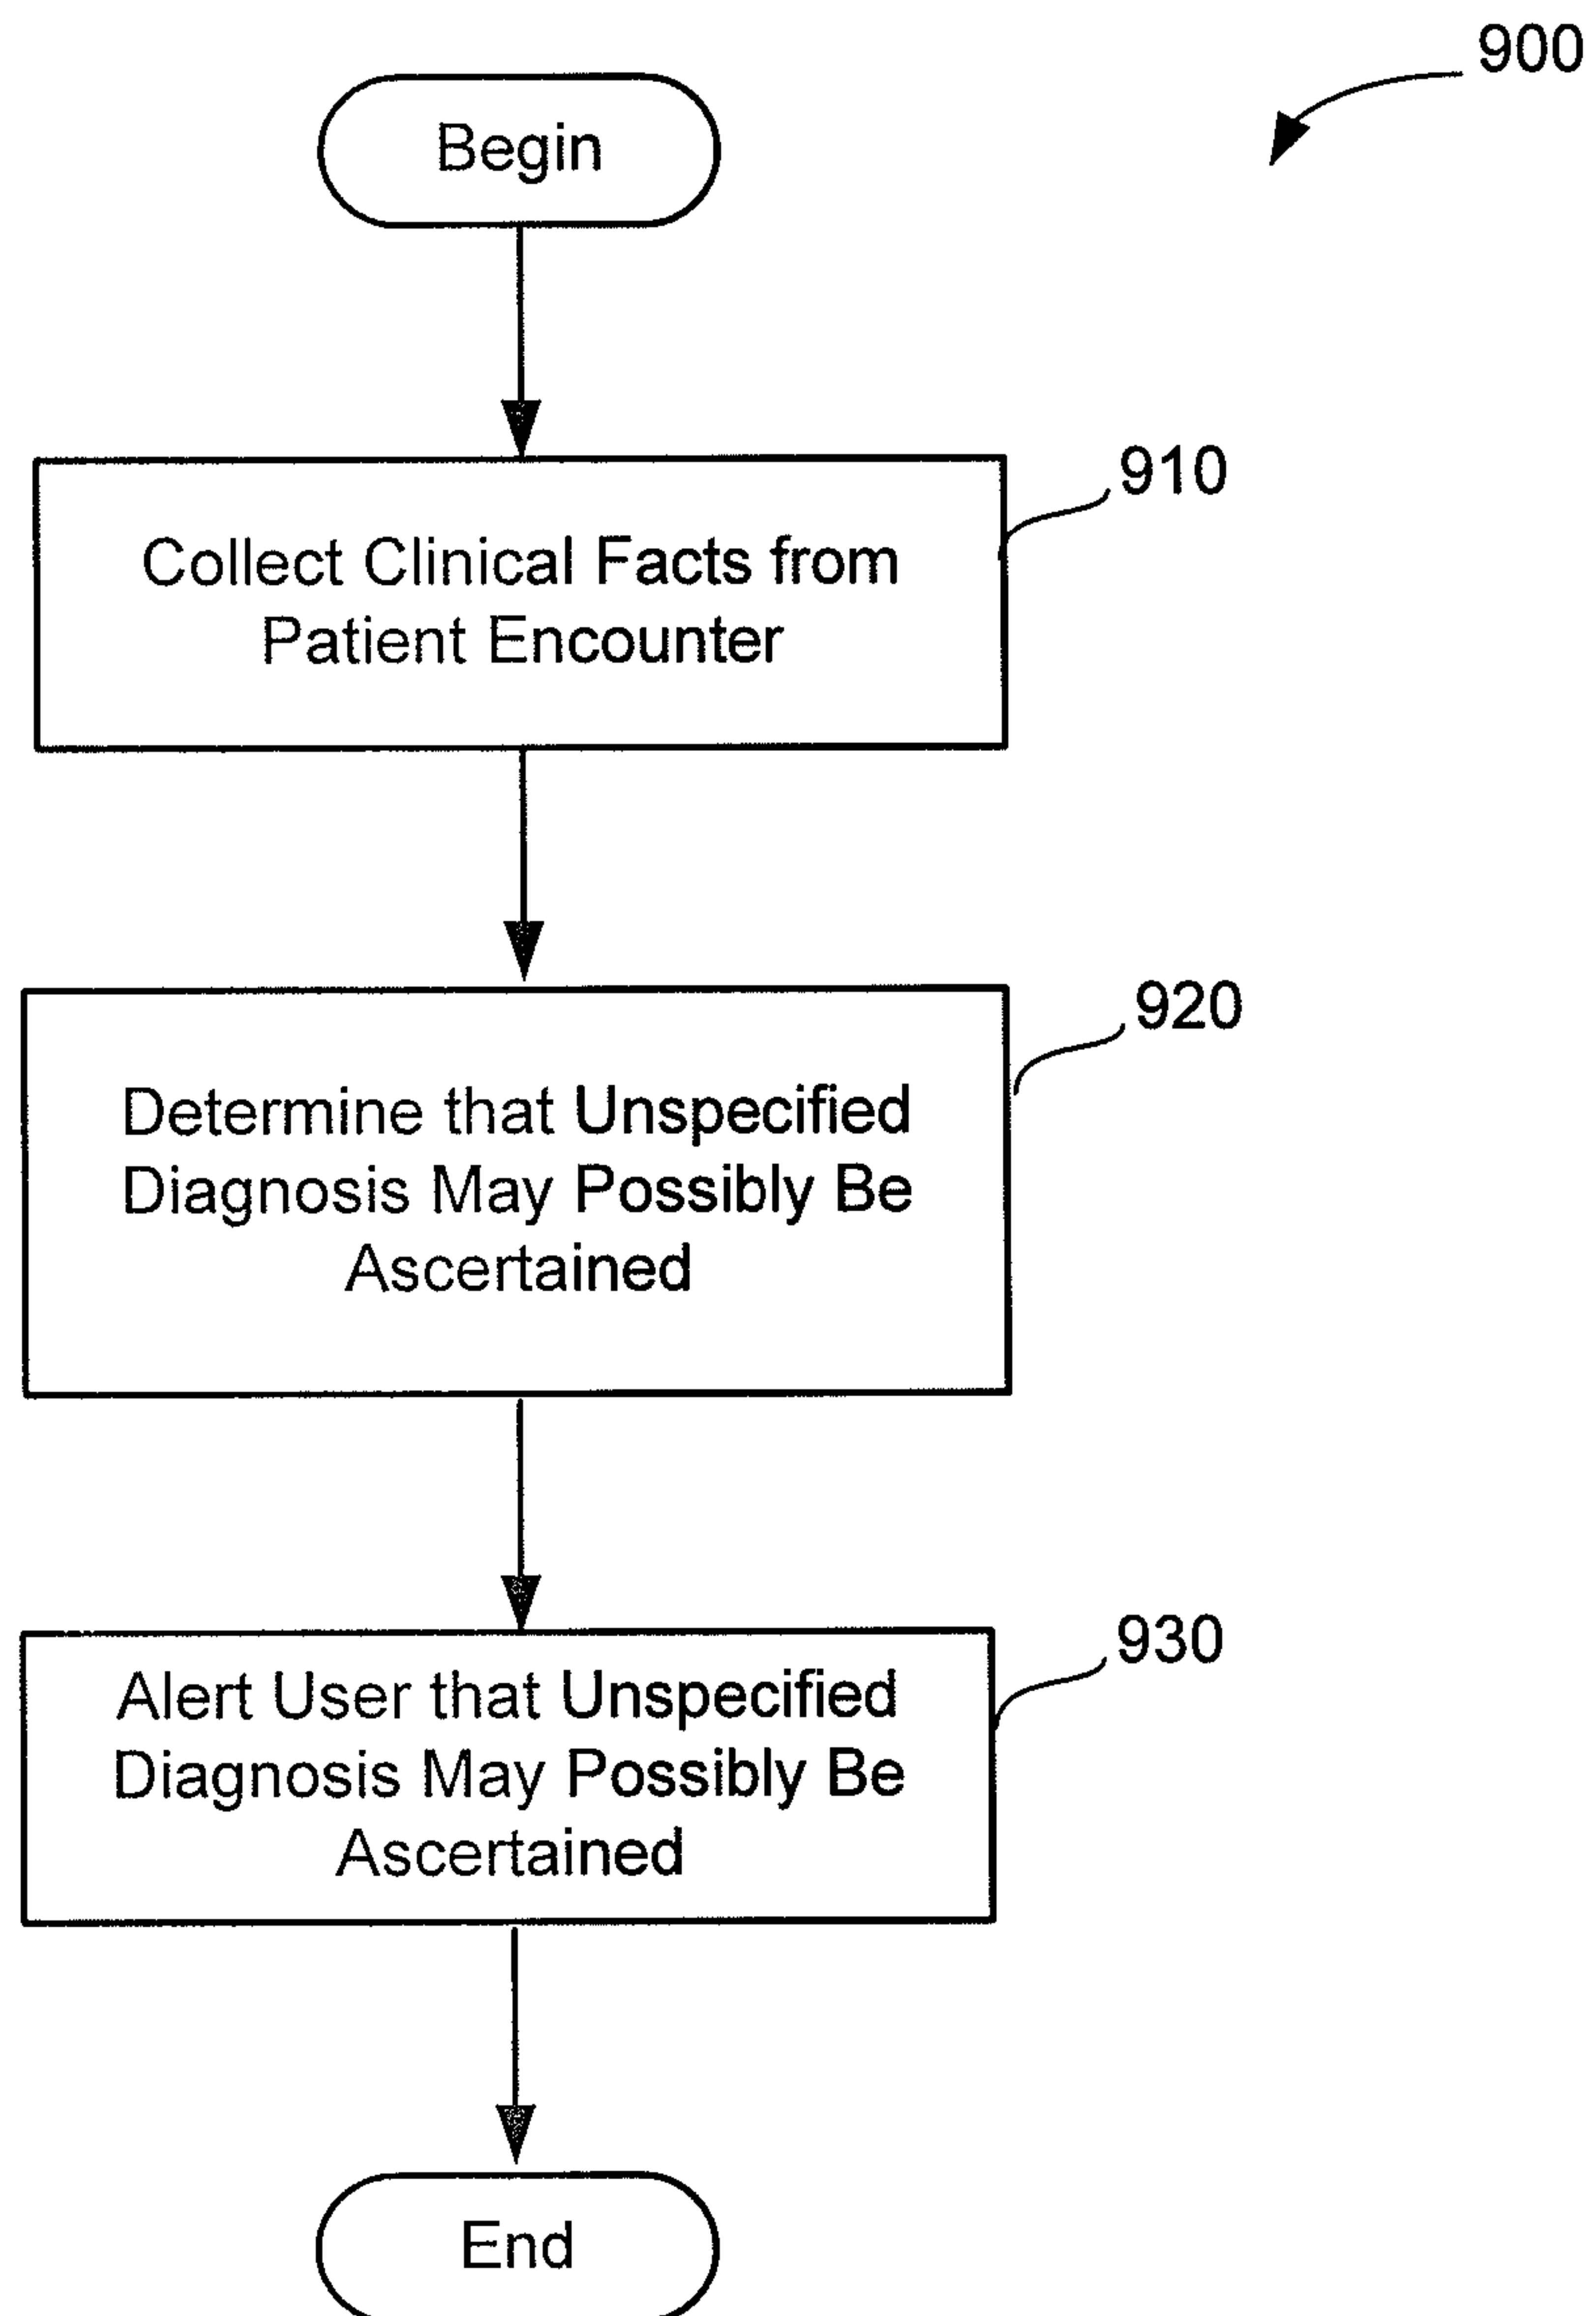 900
Begin
910
Collect Clinical Facts from
Patient Encounter
920
Determine that Unspecified
Diagnosis May Possibly Be
Ascertained
930
Alert User that Unspecified
Diagnosis May Possibly Be
Ascertained
End